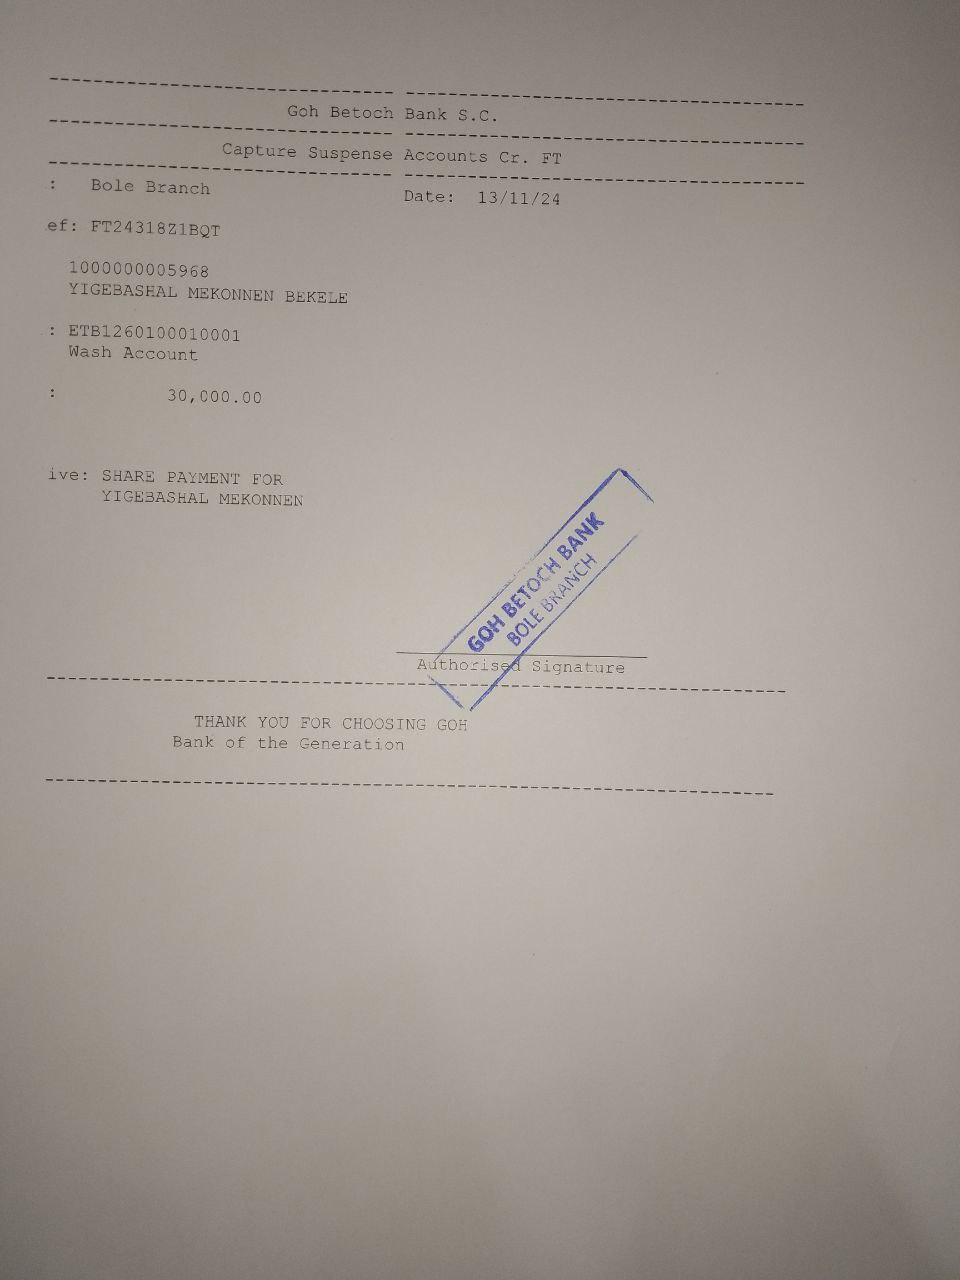 Goh Betoch Bank S.C.
Capture Suspense Accounts Cr. FT
: Bole Branch Date: 13/11/24
ef: FT24318Z1BQT
1000000005968
YIGEBASHAL MEKONNEN BEKELE
: ETB1260100010001
Wash Account
: 30,000.00
ive: SHARE PAYMENT FOR
YIGEBASHAL MEKONNEN
GOH BETOCH BANK
BOLE BRANCH
Authorised Signature
THANK YOU FOR CHOOSING GOH
Bank of the Generation